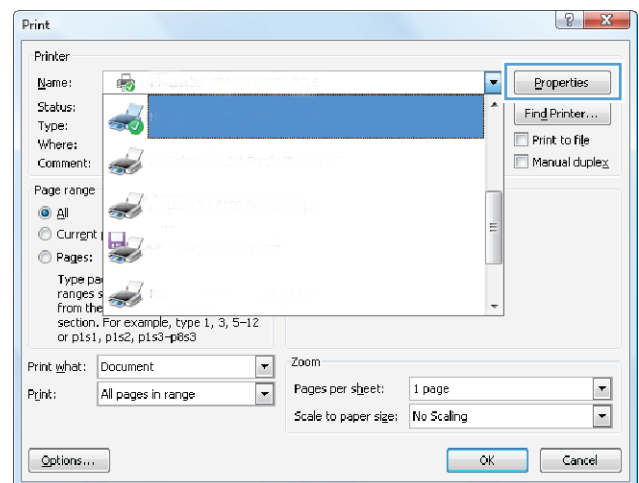 Print
Printer
Name:
Properties
Status:
Find Printer...
Type:
Print to file
Where:
Manual duplex
Comment:
Page range
All
Current
Pages:
Type
ranges
from the
section. For example, type 1, 3, 5–12
or p1s1, p1s2, p1s3–p8s3
Print what: Document
Print: All pages in range
Zoom
Pages per sheet: 1 page
Scale to paper size: No Scaling
Options...
OK
Cancel